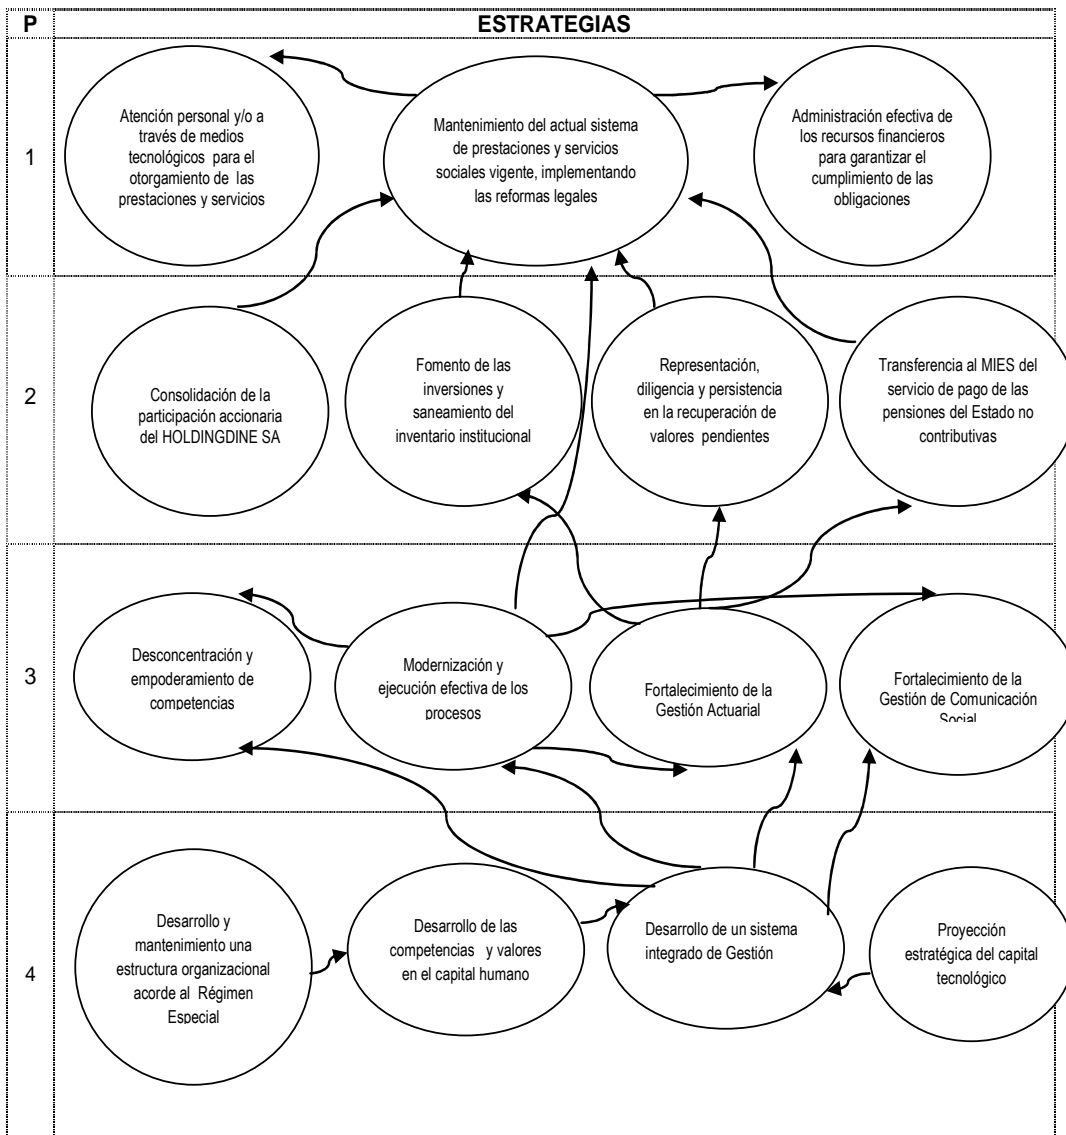 P
ESTRATEGIAS
1
Atención personal y/o a
través de medios
tecnológicos para el
otorgamiento de las
prestaciones y servicios
Mantenimiento del actual sistema
de prestaciones y servicios
sociales vigente, implementando
las reformas legales
Administración efectiva de
los recursos financieros
para garantizar el
cumplimiento de las
obligaciones
2
Consolidación de la
participación accionaria
del HOLDINGDINE SA
Fomento de las
inversiones y
saneamiento del
inventario institucional
Representación,
diligencia y persistencia
en la recuperación de
valores pendientes
Transferencia al MIES del
servicio de pago de las
pensiones del Estado no
contributivas
3
Desconcentración y
empoderamiento de
competencias
Modernización y
ejecución efectiva de los
procesos
Fortalecimiento de la
Gestión Actuarial
Fortalecimiento de la
Gestión de Comunicación
Social
4
Desarrollo y
mantenimiento una
estructura organizacional
acorde al Régimen
Especial
Desarrollo de las
competencias y valores
en el capital humano
Desarrollo de un sistema
integrado de Gestión
Proyección
estratégica del capital
tecnológico